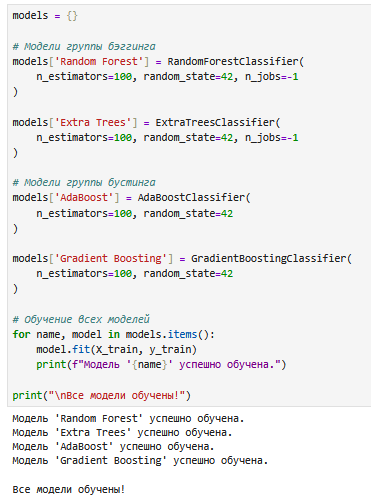 models = {}

# Модели группы бэггинга
models['Random Forest'] = RandomForestClassifier(
    n_estimators=100, random_state=42, n_jobs=-1
)

models['Extra Trees'] = ExtraTreesClassifier(
    n_estimators=100, random_state=42, n_jobs=-1
)

# Модели группы бустинга
models['AdaBoost'] = AdaBoostClassifier(
    n_estimators=100, random_state=42
)

models['Gradient Boosting'] = GradientBoostingClassifier(
    n_estimators=100, random_state=42
)

# Обучение всех моделей
for name, model in models.items():
    model.fit(X_train, y_train)
    print(f"Модель '{name}' успешно обучена.")

print("\nВсе модели обучены!")
Модель 'Random Forest' успешно обучена.
Модель 'Extra Trees' успешно обучена.
Модель 'AdaBoost' успешно обучена.
Модель 'Gradient Boosting' успешно обучена.

Все модели обучены!